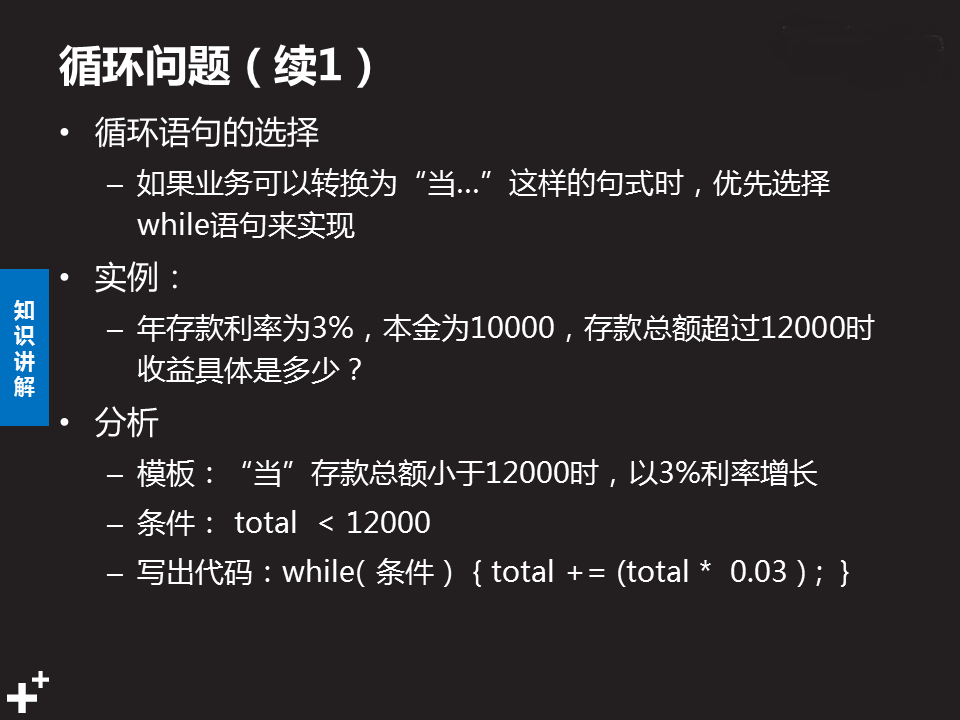 循环问题（续1）
• 循环语句的选择
– 如果业务可以转换为“当…”这样的句式时，优先选择
while语句来实现
• 实例：
– 年存款利率为3%，本金为10000，存款总额超过12000时
收益具体是多少？
• 分析
– 模板：“当”存款总额小于12000时，以3%利率增长
– 条件： total < 12000
– 写出代码：while( 条件 ) { total += (total * 0.03 ) ; }
知
识
讲
解